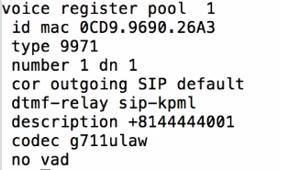 voice register pool  1
 id mac 0CD9.9690.26A3
 type 9971
 number 1 dn 1
 cor outgoing SIP default
 dtmf-relay sip-kpml
 description +8144444001
 codec g711ulaw
 no vad